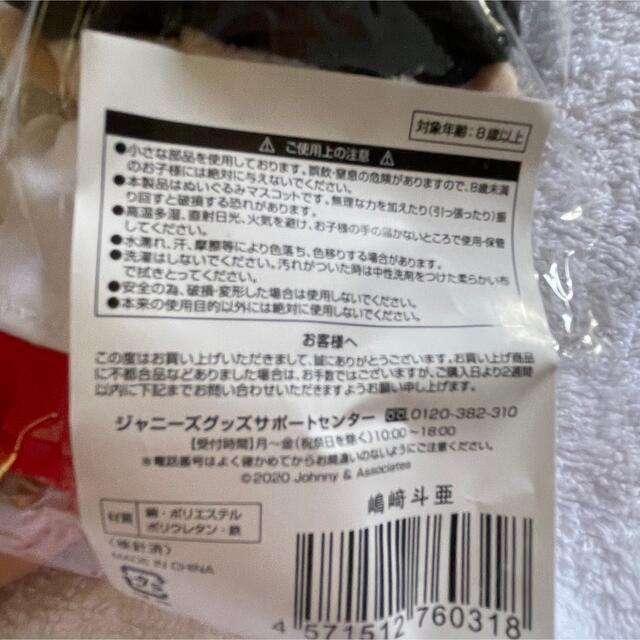 対象年齢:8歳以上
⚠ ご使用上の注意 ⚠
●小さな部品を使用しております。誤飲・窒息の危険がありますので、8歳未満
のお子様には絶対に与えないでください。
●本製品はぬいぐるみマスコットです。無理な力を加えたり(引っ張ったり)振
り回すと破損する恐れがあります。
●高温多湿、直射日光、火気を避け、お子様の手の届かないところで使用・保管
してください。
●水濡れ、汗、摩擦等により色落ち、色移りする場合があります。
●洗濯はしないでください。汚れがついた時は中性洗剤をつけた柔らかい布
で拭きとってください。
●安全の為、破損・変形した場合は使用しないでください。
●本来の使用目的以外には絶対に使用しないでください。
お客様へ
この度はお買い上げいただきまして、誠にありがとうございます。お買い上げ商品
に不都合品などありました場合は、お手数ではございますが、ご購入日より2週間
以内に下記までお問い合わせいただきますようお願い申し上げます。
ジャニーズグッズサポートセンター 0120-382-310
【受付時間】月~金(祝祭日を除く)10:00~18:00
※電話番号はよく確かめてからお間違いのないようにご注意ください。
©2020 Johnny & Associates
嶋﨑斗亜
素材 綿・ポリエステル
ポリウレタン・鉄
(検針済)
MADE IN CHINA
4 571512 760318